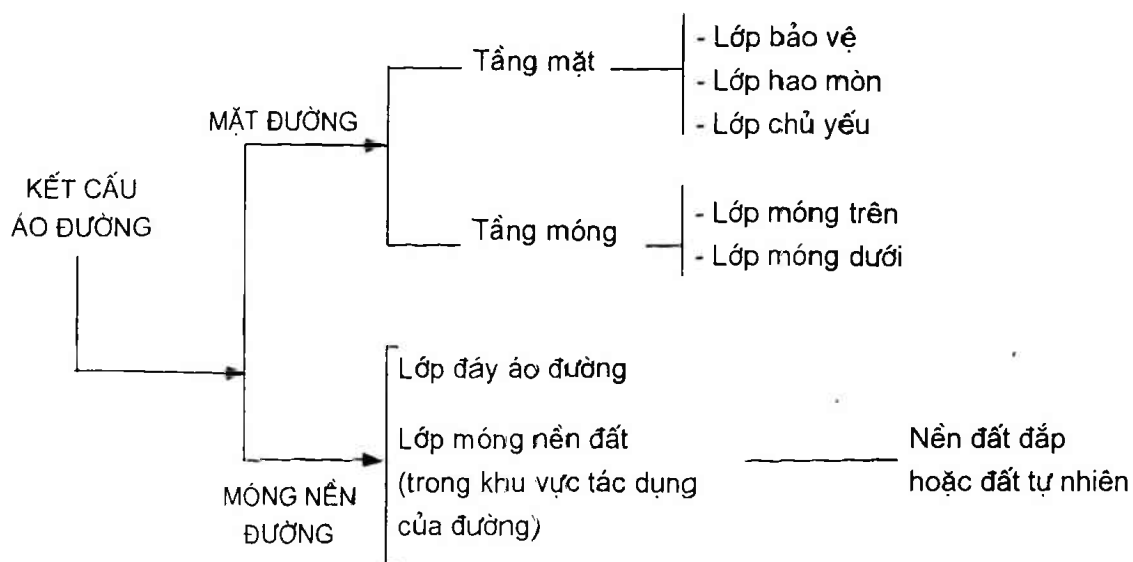 KẾT CẤU
ÁO ĐƯỜNG
MẶT ĐƯỜNG
Tầng mặt
- Lớp bảo vệ
- Lớp hao mòn
- Lớp chủ yếu
Tầng móng
- Lớp móng trên
- Lớp móng dưới
MÓNG NỀN
ĐƯỜNG
Lớp đáy áo đường
Lớp móng nền đất
(trong khu vực tác dụng
của đường)
Nền đất đắp
hoặc đất tự nhiên